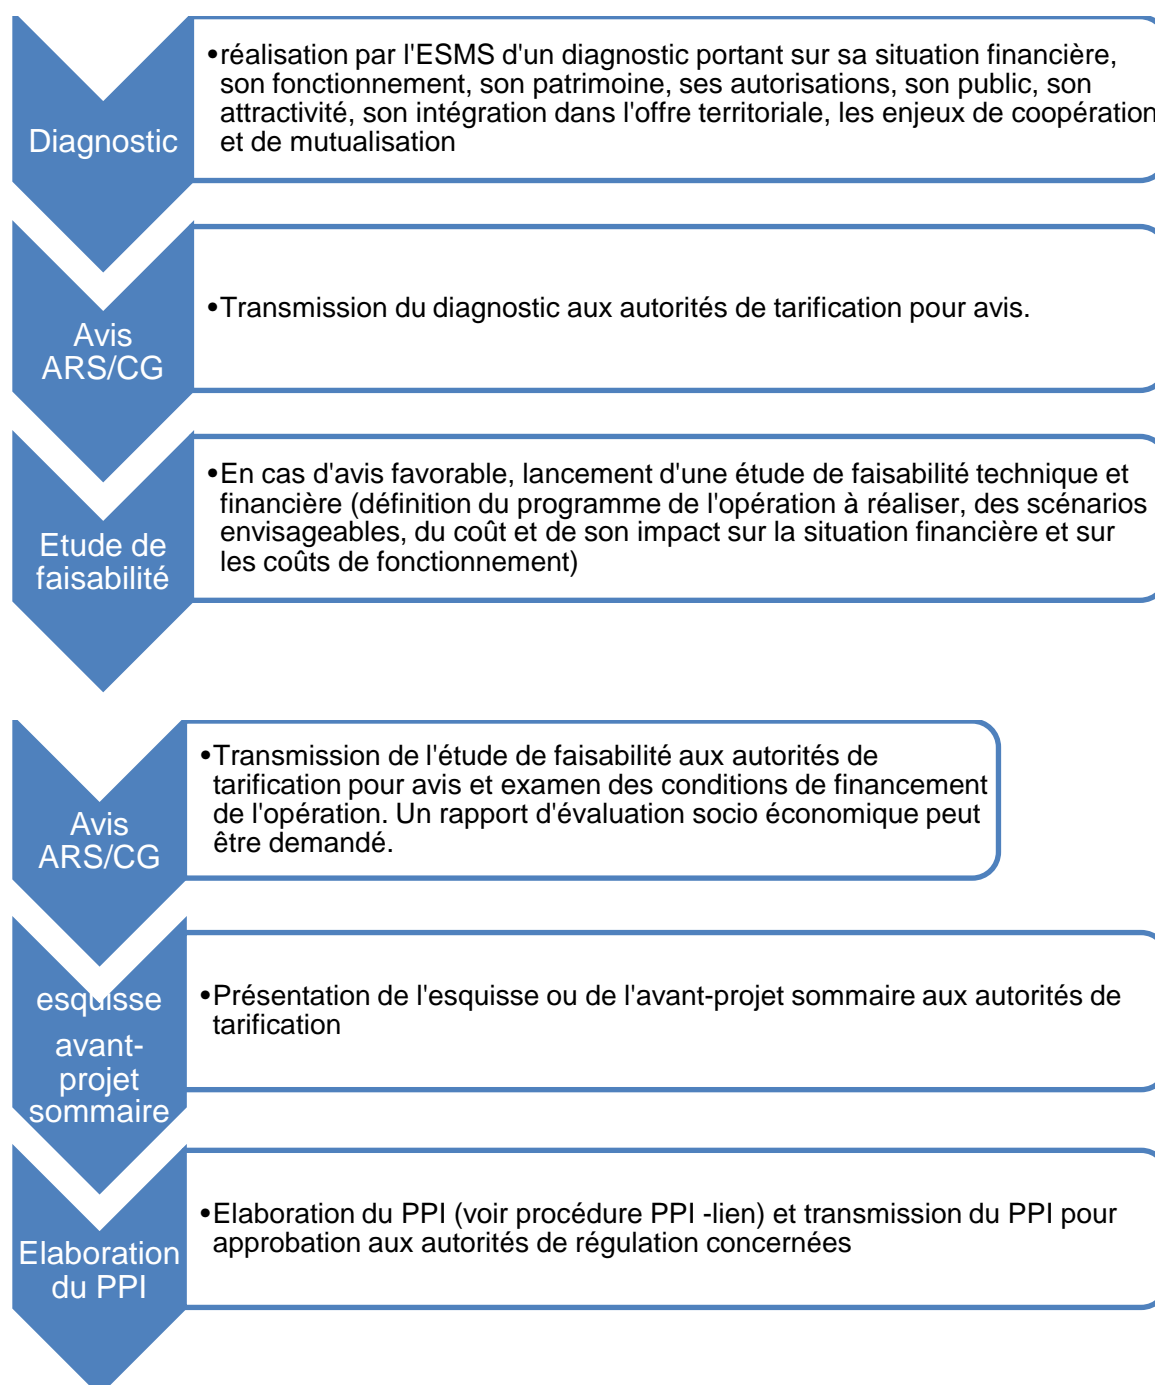 Diagnostic
•réalisation par l'ESMS d'un diagnostic portant sur sa situation financière,
son fonctionnement, son patrimoine, ses autorisations, son public, son
attractivité, son intégration dans l'offre territoriale, les enjeux de coopération
et de mutualisation
Avis
ARS/CG
•Transmission du diagnostic aux autorités de tarification pour avis.
Etude de
faisabilité
•En cas d'avis favorable, lancement d'une étude de faisabilité technique et
financière (définition du programme de l'opération à réaliser, des scénarios
envisageables, du coût et de son impact sur la situation financière et sur
les coûts de fonctionnement)
Avis
ARS/CG
•Transmission de l'étude de faisabilité aux autorités de
tarification pour avis et examen des conditions de financement
de l'opération. Un rapport d'évaluation socio économique peut
être demandé.
esquisse
avant-
projet
sommaire
•Présentation de l'esquisse ou de l'avant-projet sommaire aux autorités de
tarification
Elaboration
du PPI
•Elaboration du PPI (voir procédure PPI -lien) et transmission du PPI pour
approbation aux autorités de régulation concernées